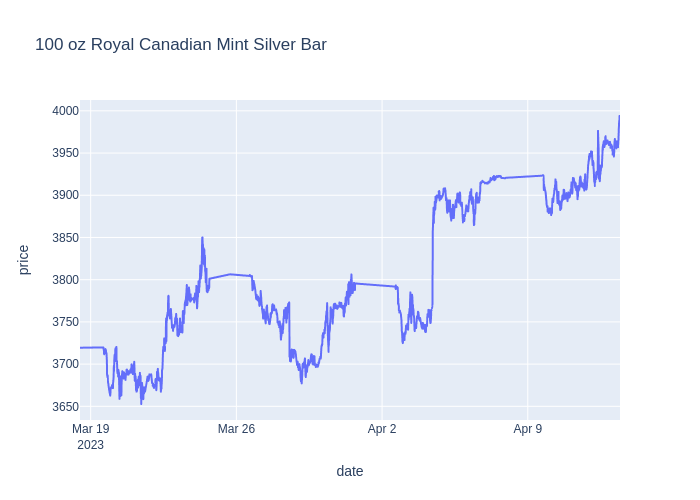 100 oz Royal Canadian Mint Silver Bar
4000
3950
3900
3850
3800
3750
3700
3650
price
Mar 19
2023
Mar 26
Apr 2
Apr 9
date